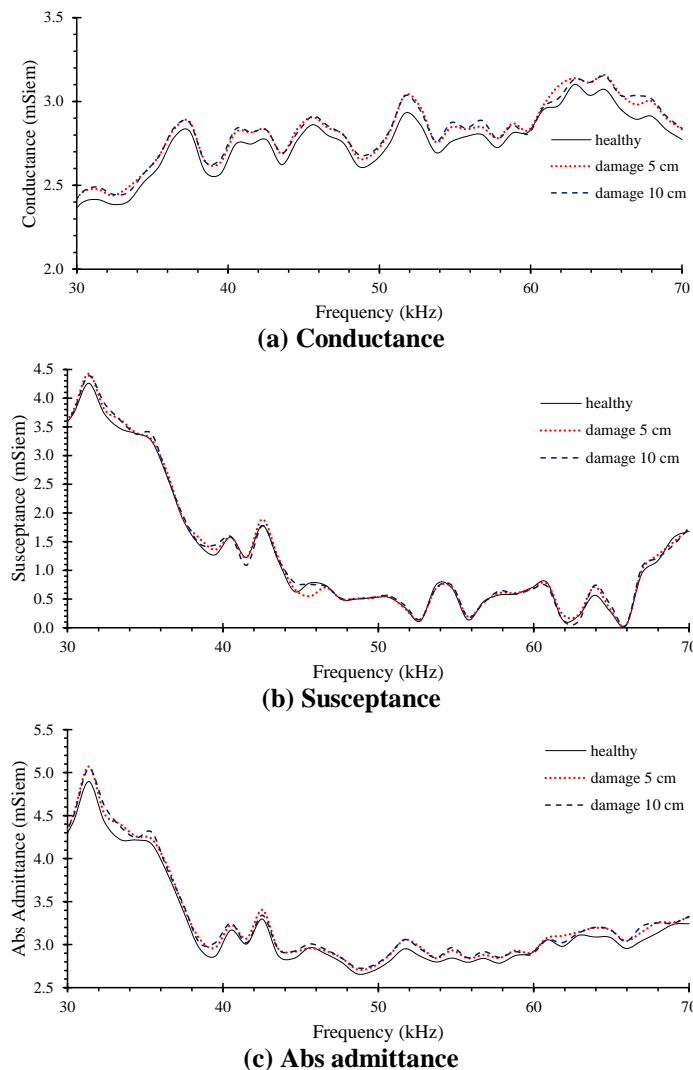 3.5
3.0
2.5
2.0
Conductance (mSiem)
healthy
damage 5 cm
damage 10 cm
30 40 50 60 70
Frequency (kHz)
(a) Conductance
4.5
4.0
3.5
3.0
2.5
2.0
1.5
1.0
0.5
0.0
Susceptance (mSiem)
healthy
damage 5 cm
damage 10 cm
30 40 50 60 70
Frequency (kHz)
(b) Susceptance
5.5
5.0
4.5
4.0
3.5
3.0
2.5
Abs Admittance (mSiem)
healthy
damage 5 cm
damage 10 cm
30 40 50 60 70
Frequency (kHz)
(c) Abs admittance